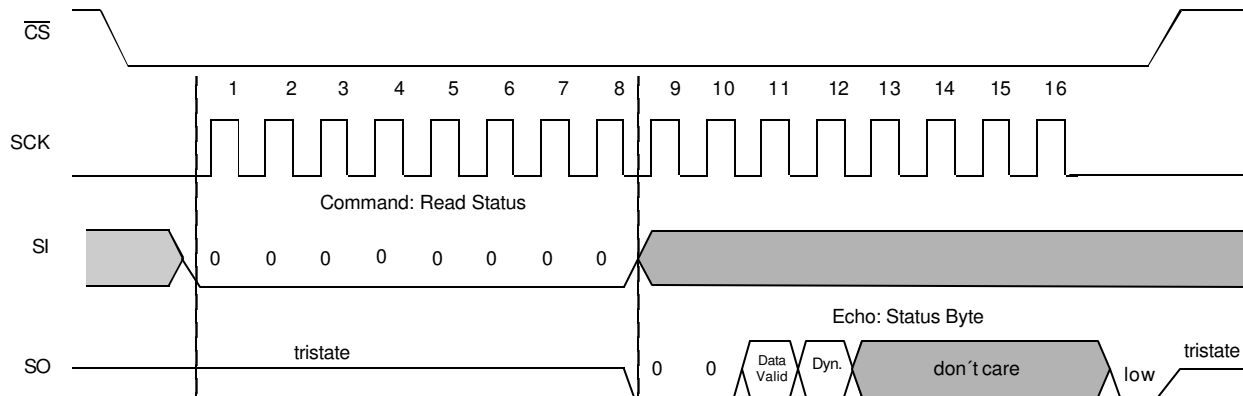 CS
1 2 3 4 5 6 7 8 9 10 11 12 13 14 15 16
SCK
Command: Read Status
SI
0 0 0 0 0 0 0 0
Echo: Status Byte
SO
tristate
0 0
Data
Valid
Dyn.
don´t care
low
tristate